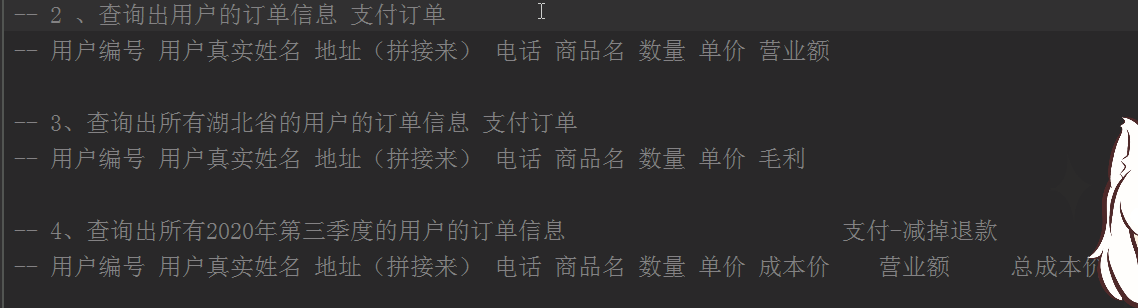 -- 2 、查询出用户的订单信息 支付订单
-- 用户编号 用户真实姓名 地址（拼接来） 电话 商品名 数量 单价 营业额
-- 3、查询出所有湖北省的用户的订单信息 支付订单
-- 用户编号 用户真实姓名 地址（拼接来） 电话 商品名 数量 单价 毛利
-- 4、查询出所有2020年第三季度的用户的订单信息 支付-减掉退款
-- 用户编号 用户真实姓名 地址（拼接来） 电话 商品名 数量 单价 成本价 营业额 总成本价